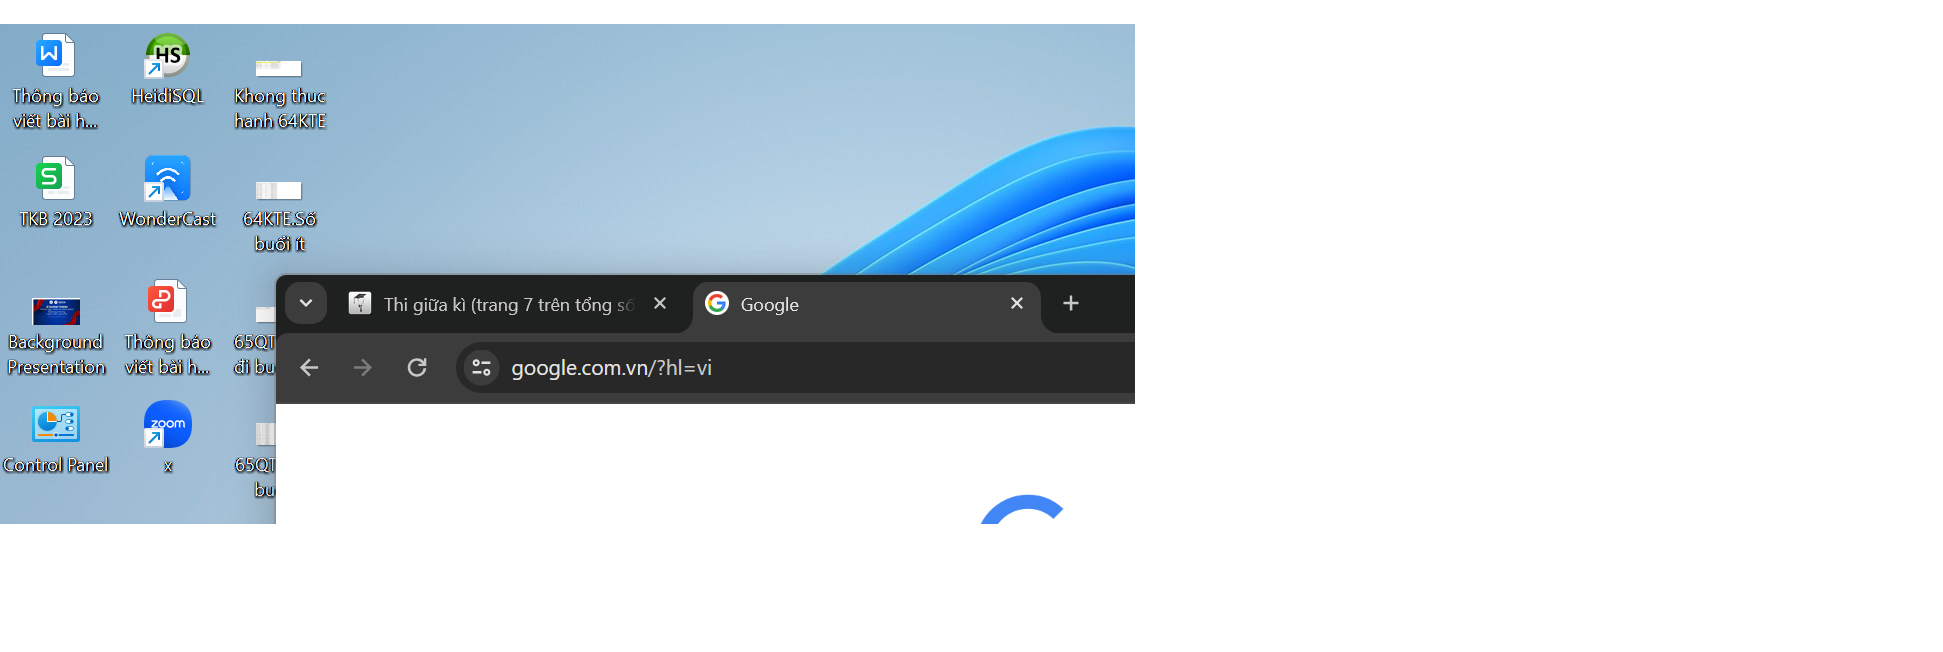 Thông báo
viết bài h...
HeidiSQL
HS
Khong thuc
hanh 64KTE
TKB 2023
WonderCast
64KTE.Số
buổi ít
Background
Presentation
Thông báo
viết bài h...
65QT
đi bu
Control Panel
zoom
x
65QT
bu
Thi giữa kì (trang 7 trên tổng số
Google
google.com.vn/?hl=vi